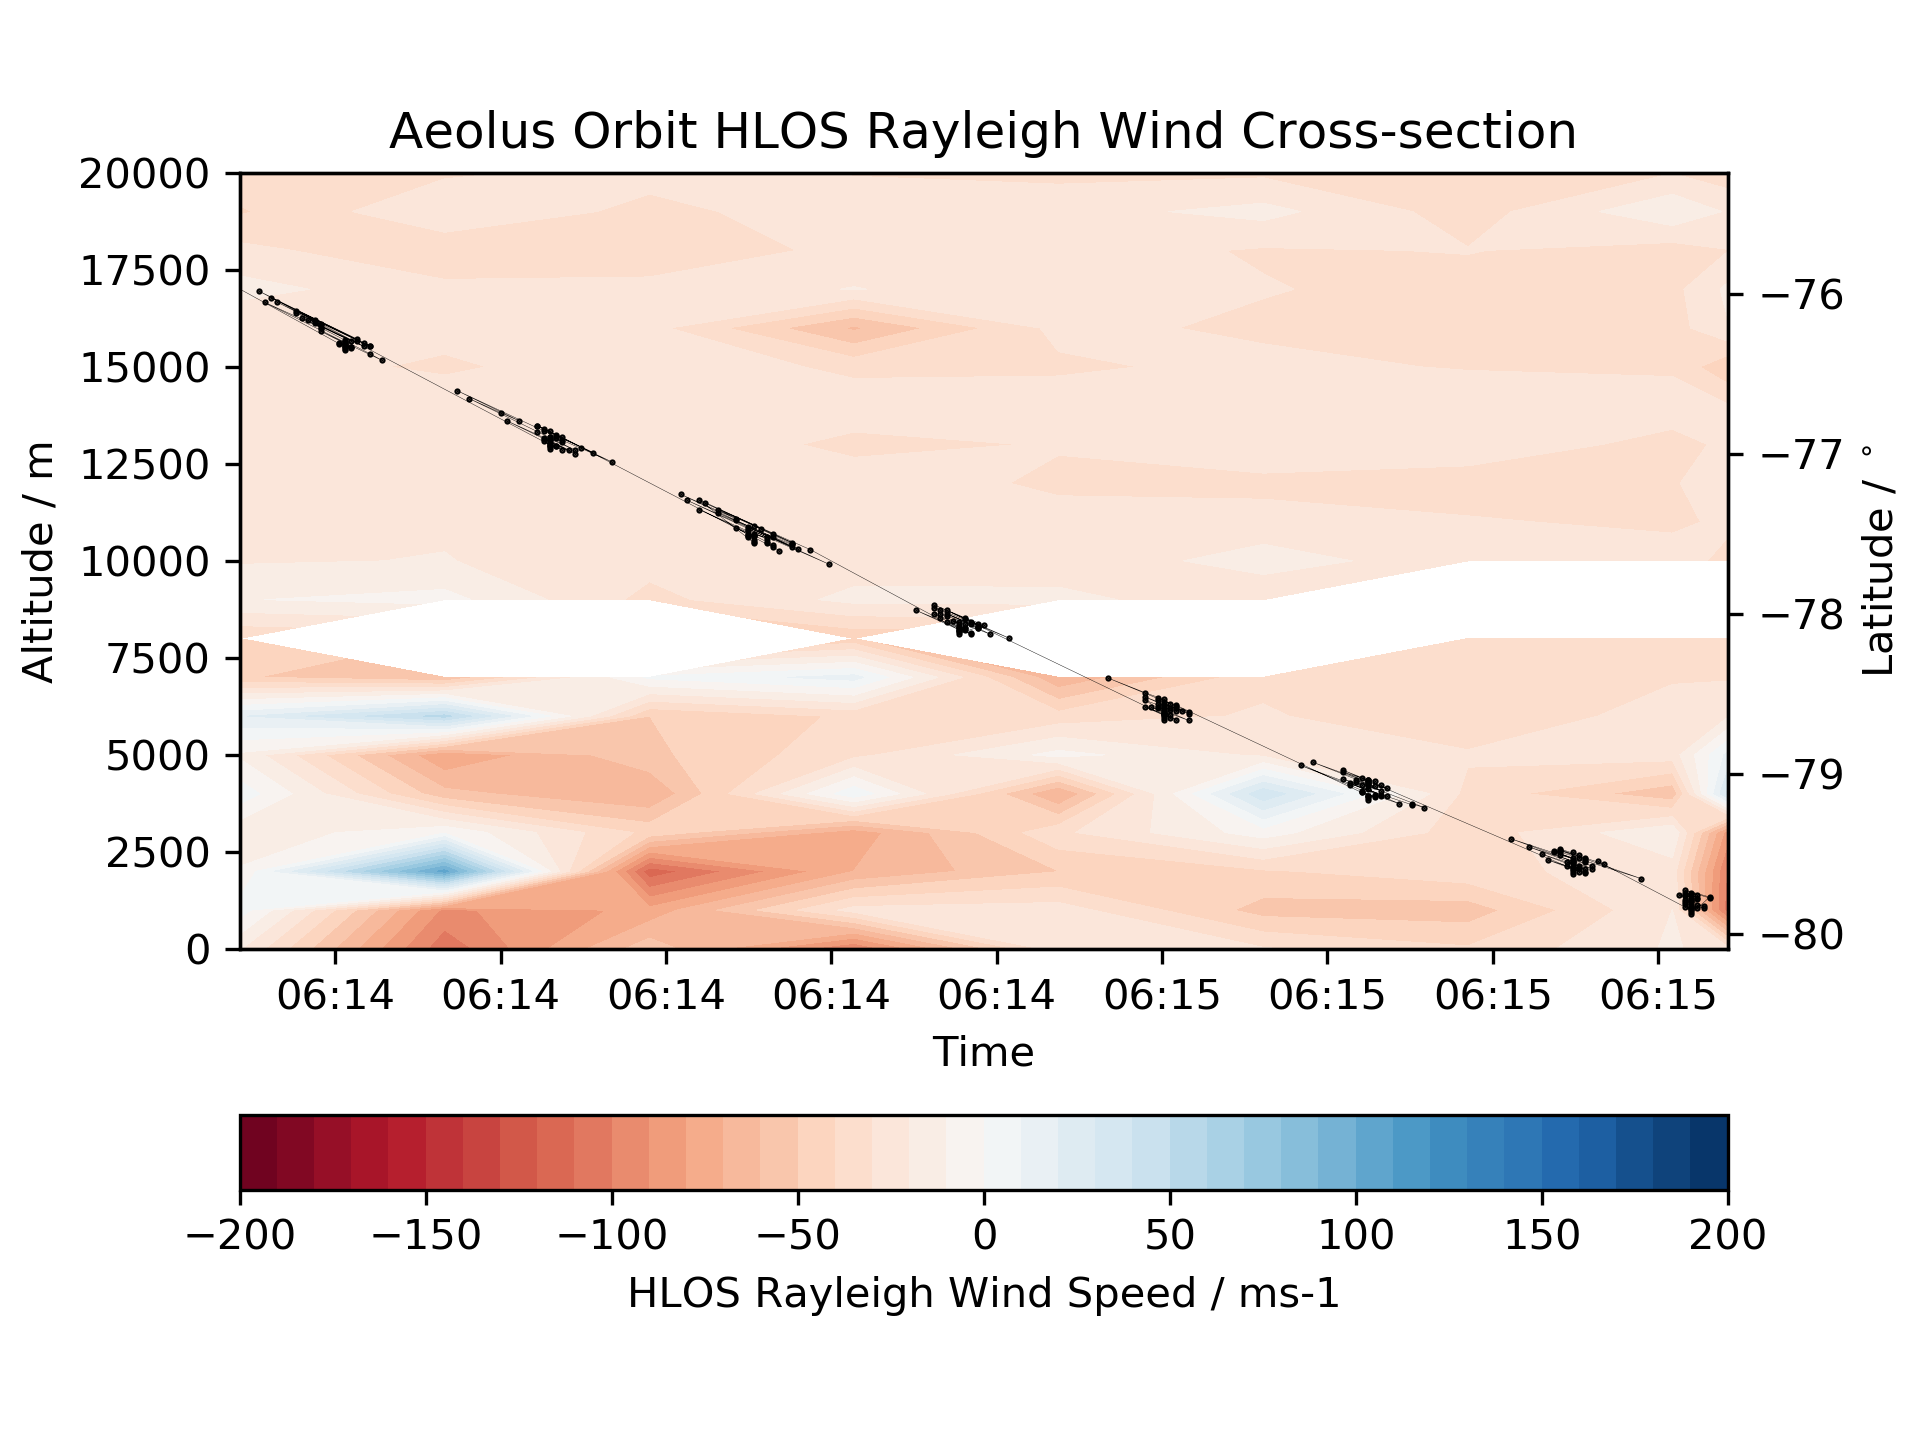 Aeolus Orbit HLOS Rayleigh Wind Cross-section
20000
17500
15000
12500
10000
7500
5000
2500
0
Altitude / m
−76
−77
−78
−79
−80
Latitude / °
06:14 06:14 06:14 06:14 06:14 06:15 06:15 06:15 06:15
Time
−200 −150 −100 −50 0 50 100 150 200
HLOS Rayleigh Wind Speed / ms-1